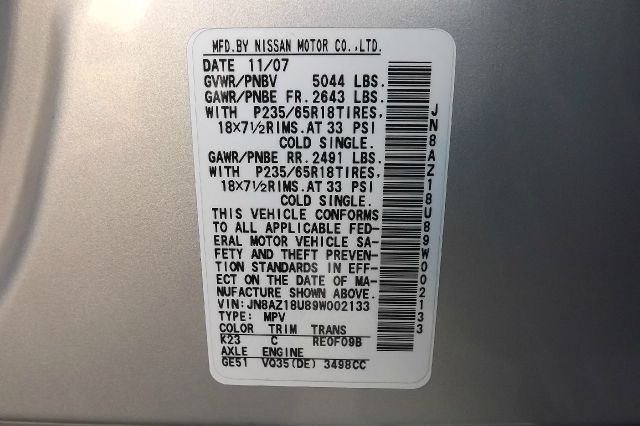 MFD.BY NISSAN MOTOR CO.,LTD.
DATE 11/07
GVWR/PNBV 5044 LBS.
GAWR/PNBE FR. 2643 LBS.
WITH P235/65R18TIRES,
18×7½RIMS.AT 33 PSI
COLD SINGLE.
GAWR/PNBE RR. 2491 LBS.
WITH P235/65R18TIRES,
18×7½RIMS.AT 33 PSI
COLD SINGLE.
THIS VEHICLE CONFORMS
TO ALL APPLICABLE FED-
ERAL MOTOR VEHICLE SA-
FETY AND THEFT PREVEN-
TION STANDARDS IN EFF-
ECT ON THE DATE OF MA-
NUFACTURE SHOWN ABOVE.
VIN:JN8AZ18U89W002133
TYPE: MPV
COLOR TRIM TRANS
K23 C RE0F09B
AXLE ENGINE
GE51 VQ35(DE) 3498CC
JN8AZ18U89W002133